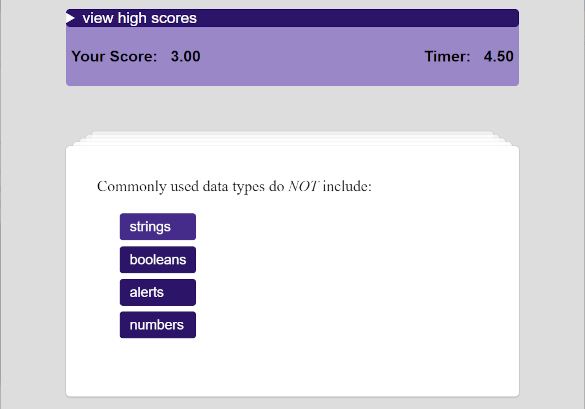 view high scores
Your Score: 3.00 Timer: 4.50
Commonly used data types do NOT include:
strings
booleans
alerts
numbers